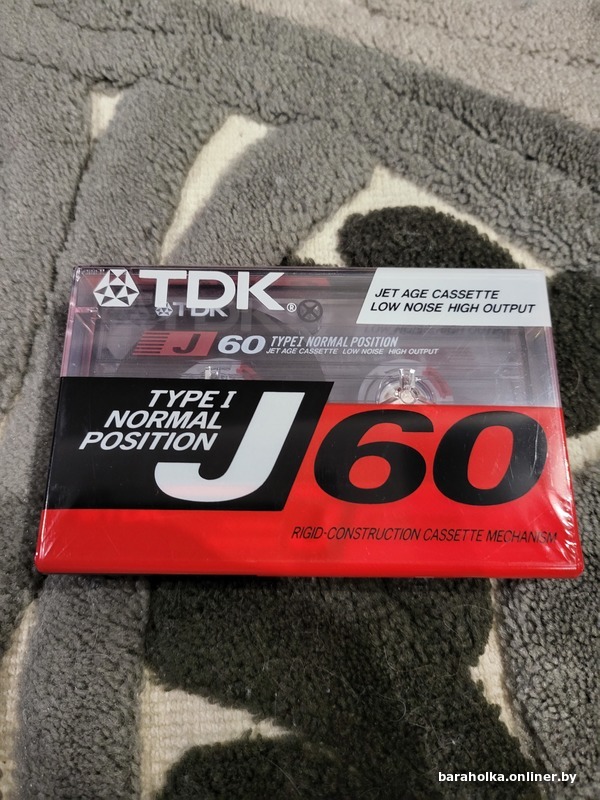 TDK®
JET AGE CASSETTE
LOW NOISE HIGH OUTPUT
TDK
J 60 TYPE I NORMAL POSITION
JET AGE CASSETTE LOW NOISE HIGH OUTPUT
TYPE I
NORMAL
POSITION
J60
RIGID-CONSTRUCTION CASSETTE MECHANISM
baraholka.onliner.by